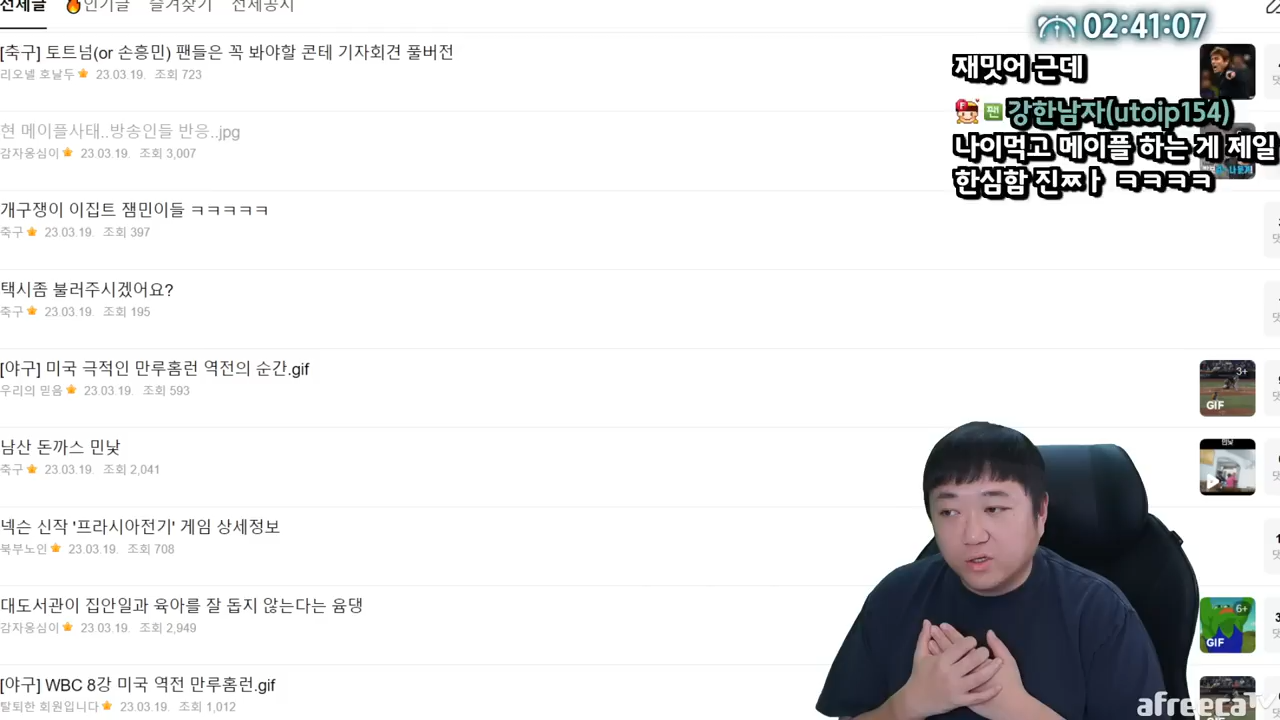 전체글 🔥인기글 즐겨찾기 전체공지
02:41:07
[축구] 토트넘(or 손흥민) 팬들은 꼭 봐야할 콘테 기자회견 풀버전
리오넬 호날두 23.03.19. 조회 723
재밋어 근데
강한남자(utoip154)
나이먹고 메이플 하는 게 제일
한심함 진ㅉㅏ ㅋㅋㅋㅋ
현 메이플사태..방송인들 반응..jpg
감자옹심이 23.03.19. 조회 3,007
개구쟁이 이집트 잼민이들 ㅋㅋㅋㅋㅋ
축구 23.03.19. 조회 397
택시좀 불러주시겠어요?
축구 23.03.19. 조회 195
[야구] 미국 극적인 만루홈런 역전의 순간.gif
우리의 믿음 23.03.19. 조회 593
3+
GIF
남산 돈까스 민낯
축구 23.03.19. 조회 2,041
넥슨 신작 '프라시아전기' 게임 상세정보
북부노인 23.03.19. 조회 708
대도서관이 집안일과 육아를 잘 돕지 않는다는 윰댕
감자옹심이 23.03.19. 조회 2,949
6+
GIF
[야구] WBC 8강 미국 역전 만루홈런.gif
탈퇴한 회원입니다 23.03.19. 조회 1,012
afreecaTV